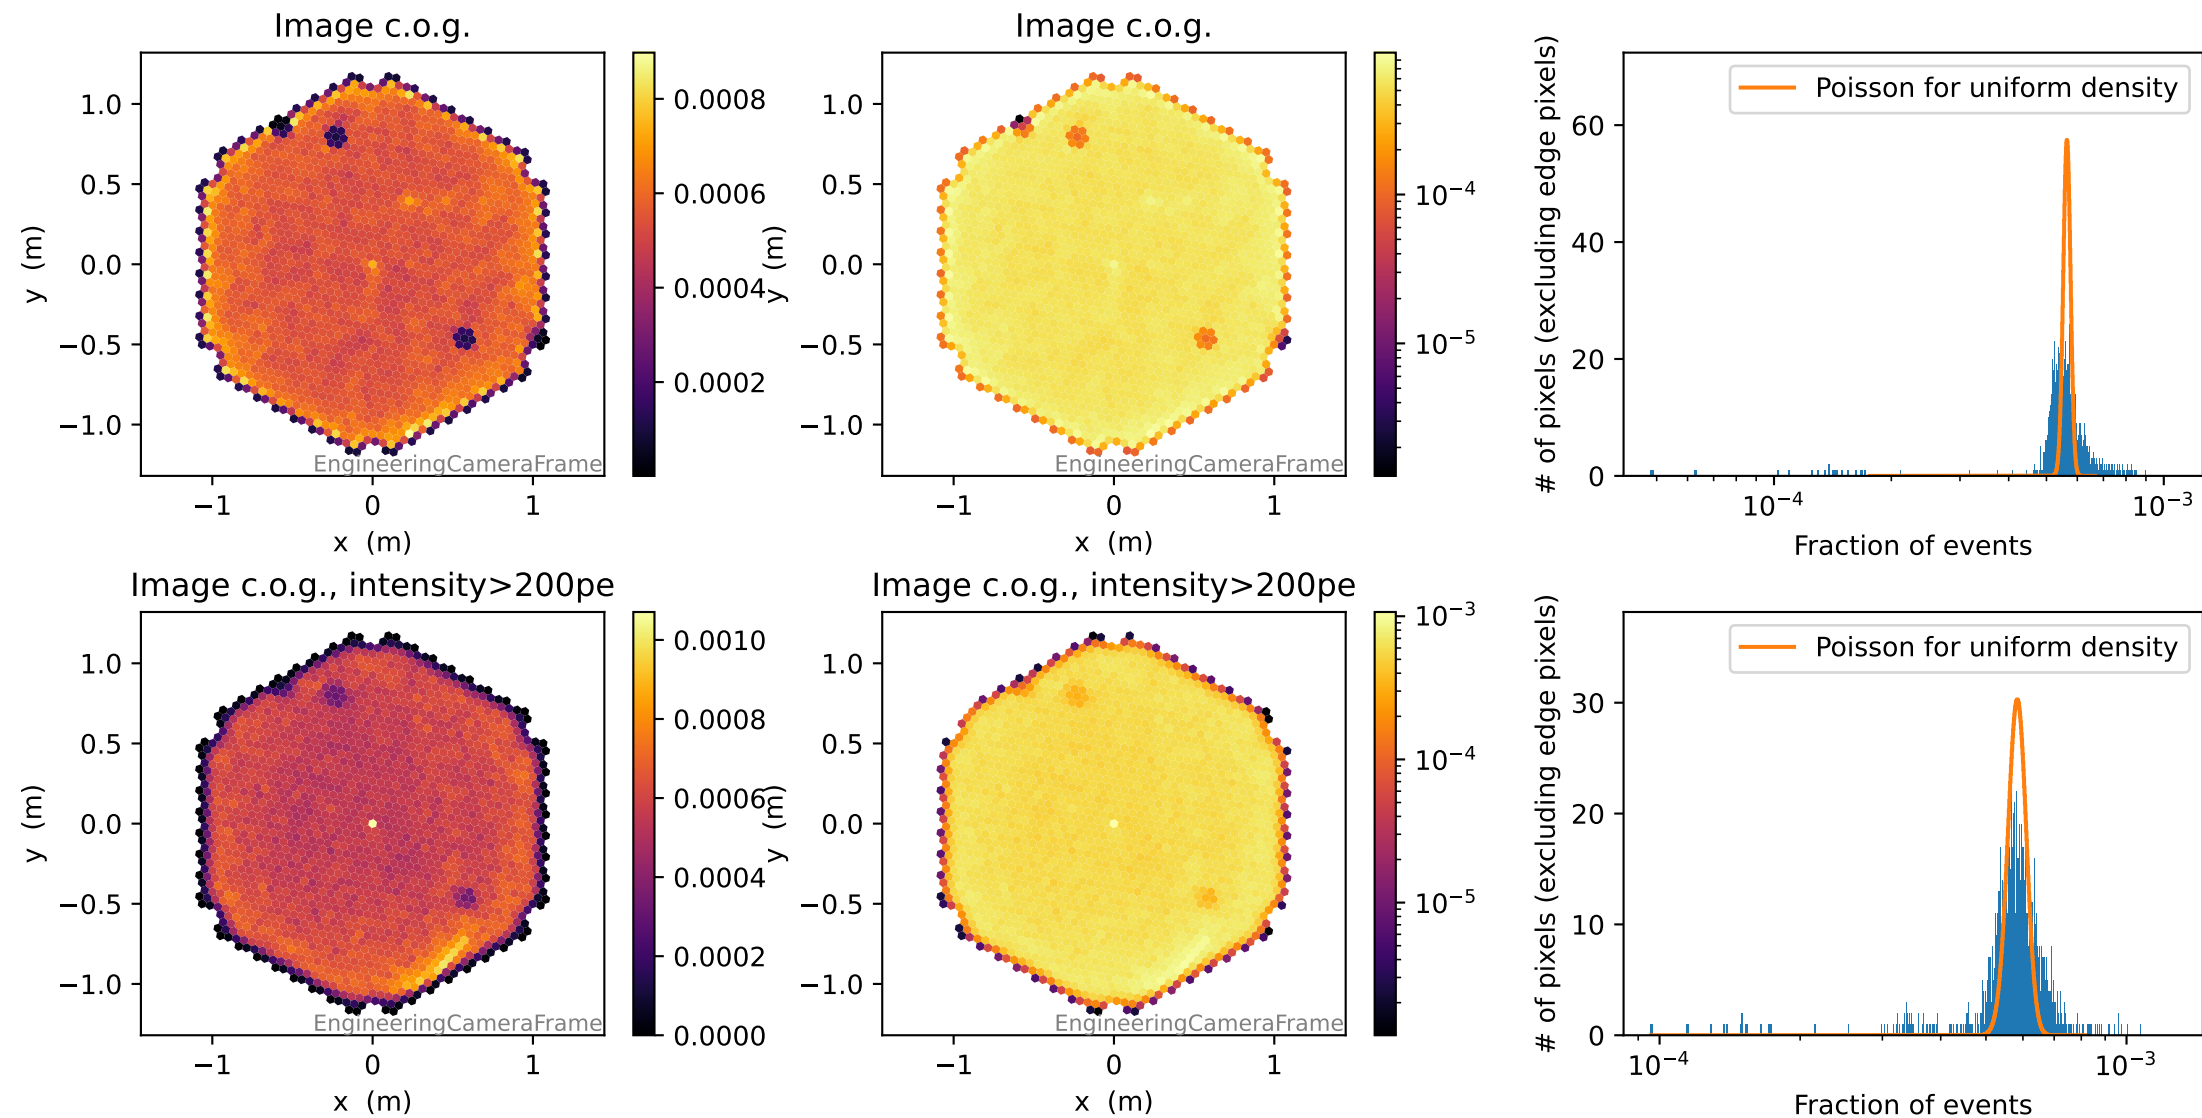 Image c.o.g.
1.0
0.5
0.0
−0.5
−1.0
y (m)
−1
0
1
x (m)
EngineeringCameraFrame
0.0008
0.0006
0.0004
0.0002
Image c.o.g.
1.0
0.5
0.0
−0.5
−1.0
y (m)
−1
0
1
x (m)
EngineeringCameraFrame
10⁻⁴
10⁻⁵
Poisson for uniform density
60
40
20
0
# of pixels (excluding edge pixels)
10⁻⁴
10⁻³
Fraction of events
Image c.o.g., intensity>200pe
1.0
0.5
0.0
−0.5
−1.0
y (m)
−1
0
1
x (m)
EngineeringCameraFrame
0.0010
0.0008
0.0006
0.0004
0.0002
0.0000
Image c.o.g., intensity>200pe
1.0
0.5
0.0
−0.5
−1.0
y (m)
−1
0
1
x (m)
EngineeringCameraFrame
10⁻³
10⁻⁴
10⁻⁵
Poisson for uniform density
30
20
10
0
# of pixels (excluding edge pixels)
10⁻⁴
10⁻³
Fraction of events